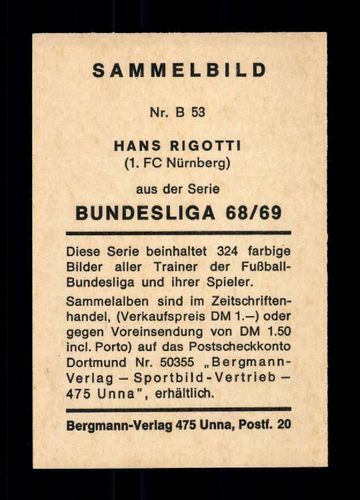 SAMMELBILD
Nr. B 53
HANS RIGOTTI
(1. FC Nürnberg)
aus der Serie
BUNDESLIGA 68/69
Diese Serie beinhaltet 324 farbige
Bilder aller Trainer der Fußball-
Bundesliga und ihrer Spieler.
Sammelalben sind im Zeitschriften-
handel, (Verkaufspreis DM 1.—) oder
gegen Voreinsendung von DM 1.50
incl. Porto) auf das Postscheckkonto
Dortmund Nr. 50355 „Bergmann-
Verlag — Sportbild - Vertrieb —
475 Unna", erhältlich.
Bergmann-Verlag 475 Unna, Postf. 20